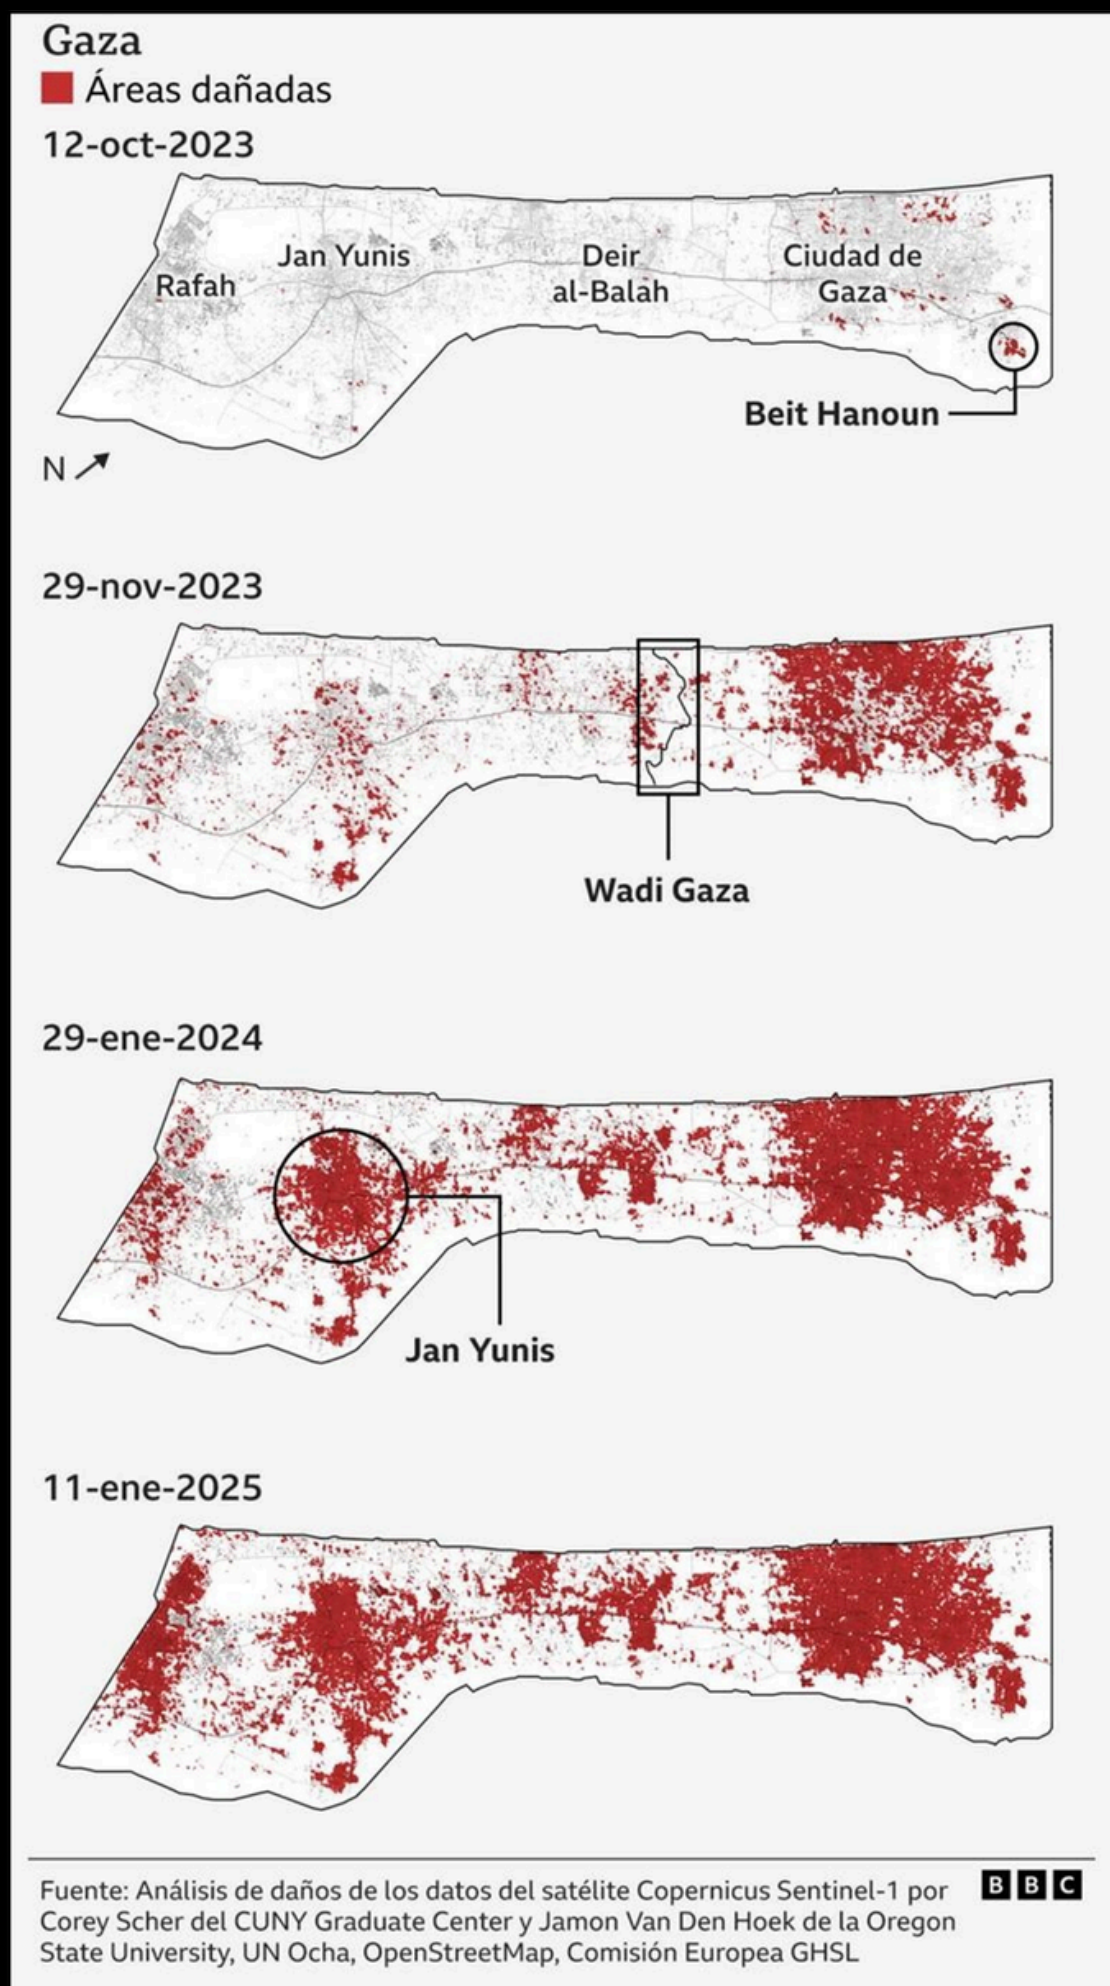 Gaza
Áreas dañadas
12-oct-2023
Jan Yunis
Rafah
Deir
al-Balah
Ciudad de
Gaza
Beit Hanoun
N
29-nov-2023
Wadi Gaza
29-ene-2024
Jan Yunis
11-ene-2025
Fuente: Análisis de daños de los datos del satélite Copernicus Sentinel-1 por
Corey Scher del CUNY Graduate Center y Jamon Van Den Hoek de la Oregon
State University, UN Ocha, OpenStreetMap, Comisión Europea GHSL
BBC